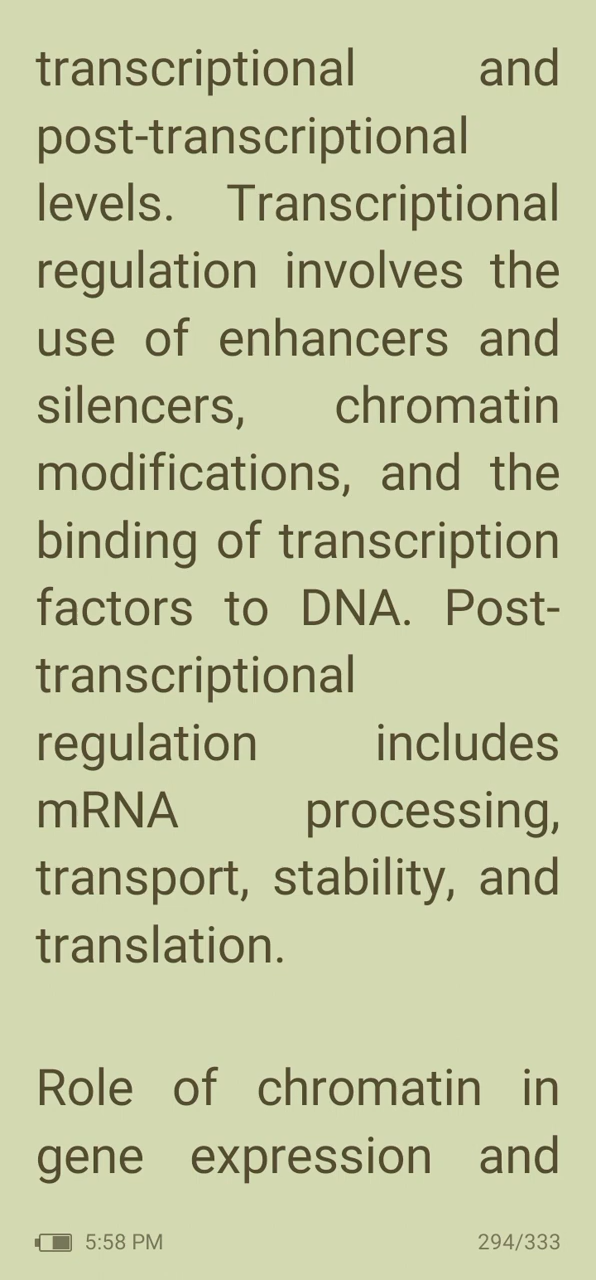 transcriptional and
post-transcriptional
levels. Transcriptional
regulation involves the
use of enhancers and
silencers, chromatin
modifications, and the
binding of transcription
factors to DNA. Post-
transcriptional
regulation includes
mRNA processing,
transport, stability, and
translation.
Role of chromatin in
gene expression and
5:58 PM 294/333